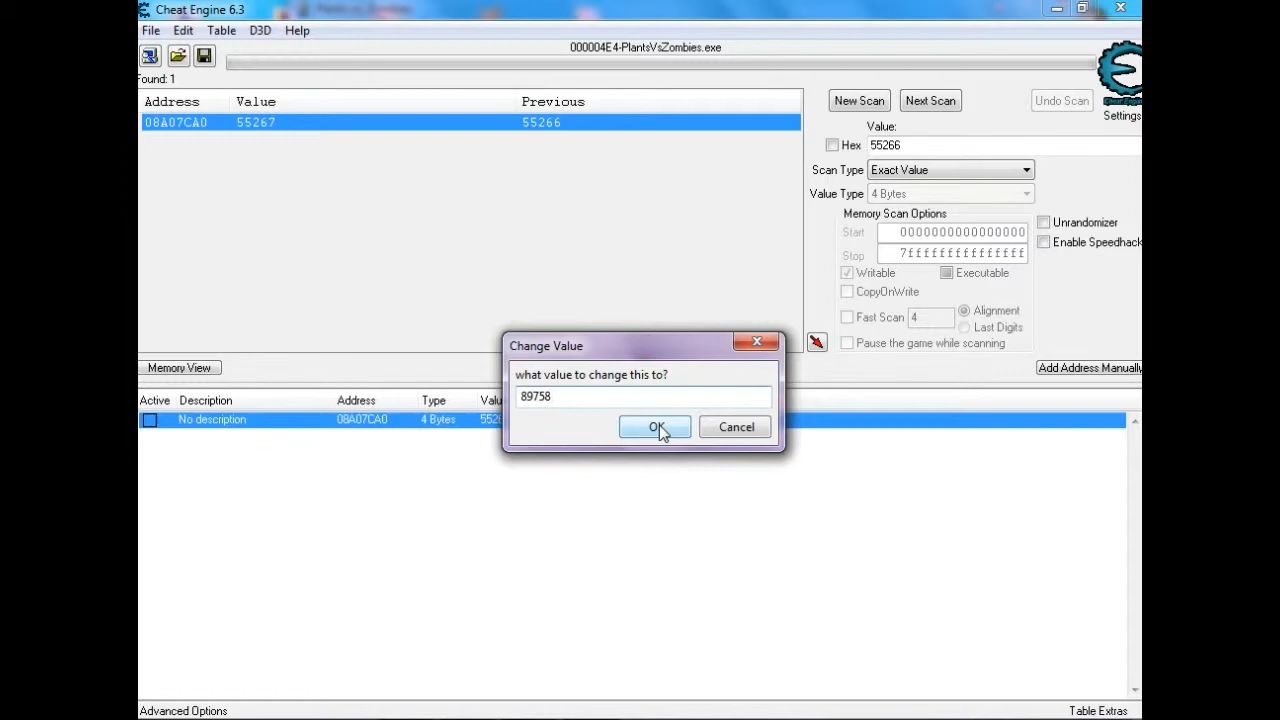 Cheat Engine 6.3
File Edit Table D3D Help
000004E4-PlantsVsZombies.exe
Found: 1
Address Value Previous
08A07CA0 55267 55266
New Scan Next Scan Undo Scan
Settings
Value:
Hex 55266
Scan Type Exact Value
Value Type 4 Bytes
Memory Scan Options
Start 0000000000000000
Stop 7fffffffffffffff
Writable Executable
CopyOnWrite
Fast Scan 4 Alignment
Last Digits
Pause the game while scanning
Unrandomizer
Enable Speedhack
Memory View
Add Address Manually
Change Value
what value to change this to?
89758
OK Cancel
Active Description Address Type
No description 08A07CA0 4 Bytes
Advanced Options Table Extras